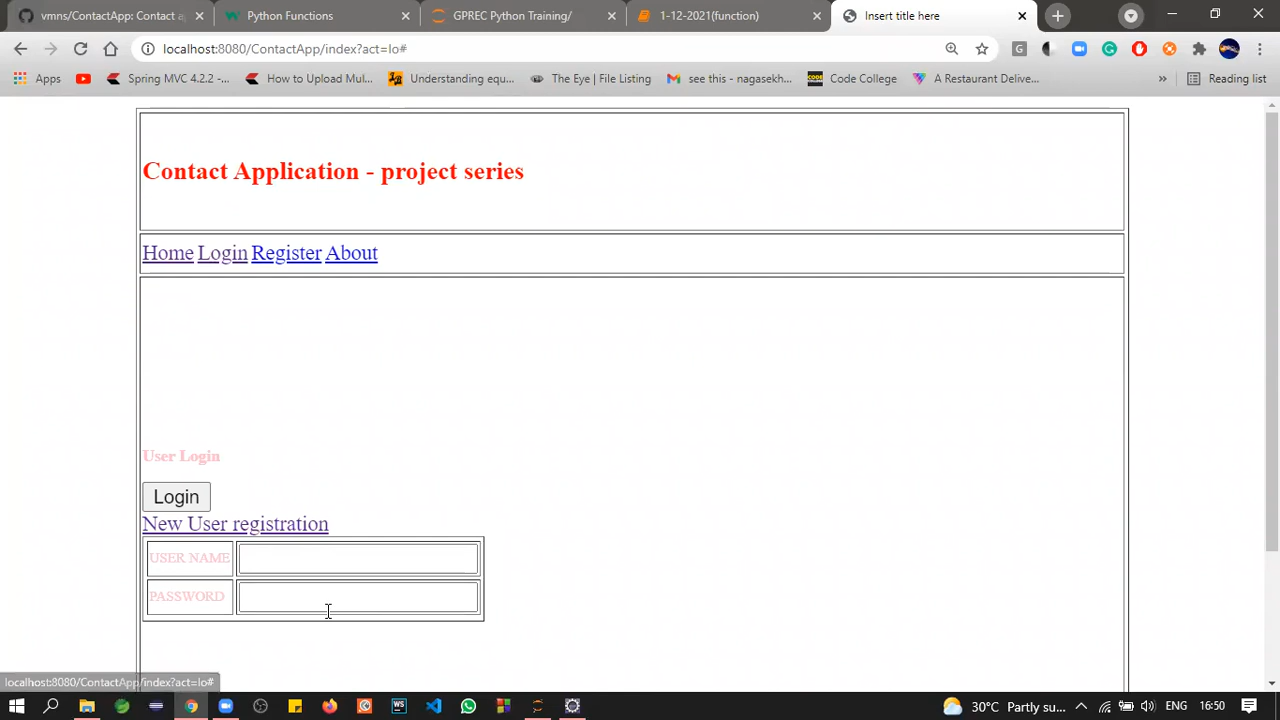 vmns/ContactApp: Contact a
Python Functions
GPREC Python Training/
1-12-2021(function)
Insert title here
localhost:8080/ContactApp/index?act=lo#
Apps
Spring MVC 4.2.2 -...
How to Upload Mul...
Understanding equ...
The Eye | File Listing
see this - nagasekh...
CODE
Code College
A Restaurant Delive...
»
Reading list
Contact Application - project series
Home Login Register About
User Login
Login
New User registration
USER NAME
PASSWORD
localhost:8080/ContactApp/index?act=lo#
30°C Partly su...
ENG
16:50